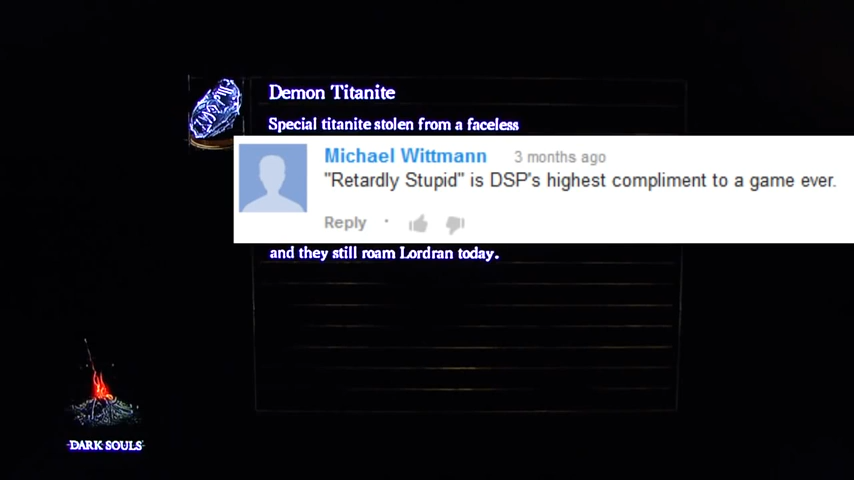 Demon Titanite
Special titanite stolen from a faceless
Michael Wittmann 3 months ago
"Retardly Stupid" is DSP's highest compliment to a game ever.
Reply ·
and they still roam Lordran today.
DARK SOULS